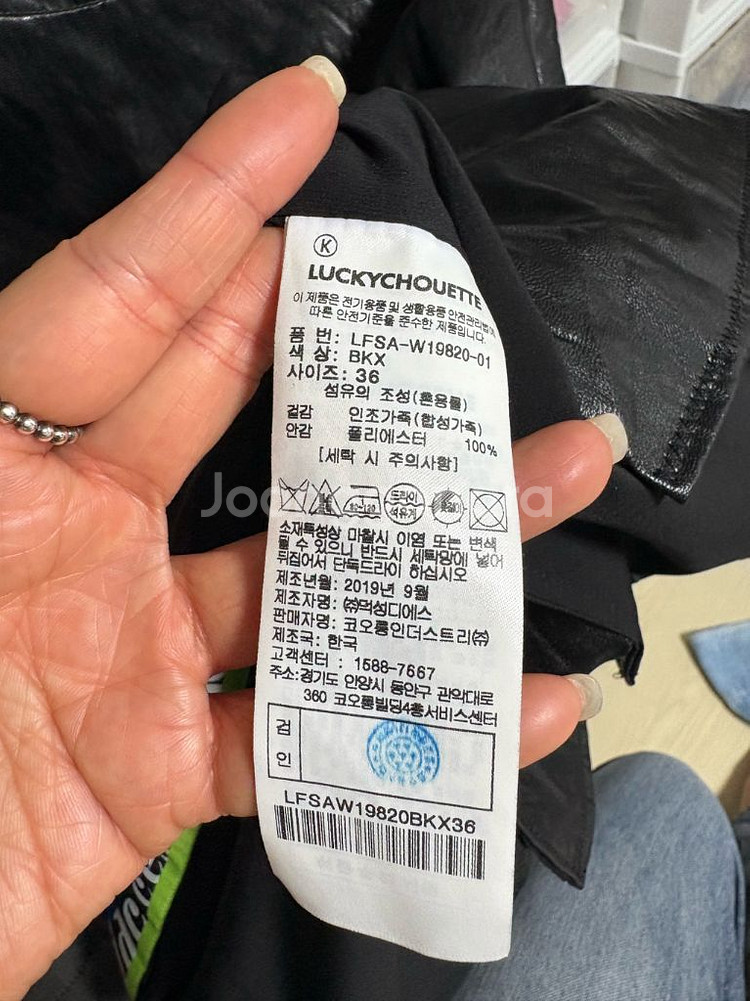 K
LUCKYCHOUETTE
이 제품은 전기용품 및 생활용품 안전관리법에
따른 안전기준을 준수한 제품입니다.
품 번: LFSA-W19820-01
색 상: BKX
사이즈: 36
섬유의 조성(혼용률)
겉감 인조가죽(합성가죽)
안감 폴리에스터 100%
[세탁 시 주의사항]
80~120 드라이 석유계
소재특성상 마찰시 이염 또는 변색
될 수 있으니 반드시 세탁망에 넣어
뒤집어서 단독드라이 하십시오
제조년월: 2019년 9월
제조자명: ㈜먹성디에스
판매자명: 코오롱인더스트리㈜
제조국: 한국
고객센터 : 1588-7667
주소:경기도 안양시 동안구 관악대로
360 코오롱빌딩4층서비스센터
검
인
LFSAW19820BKX36